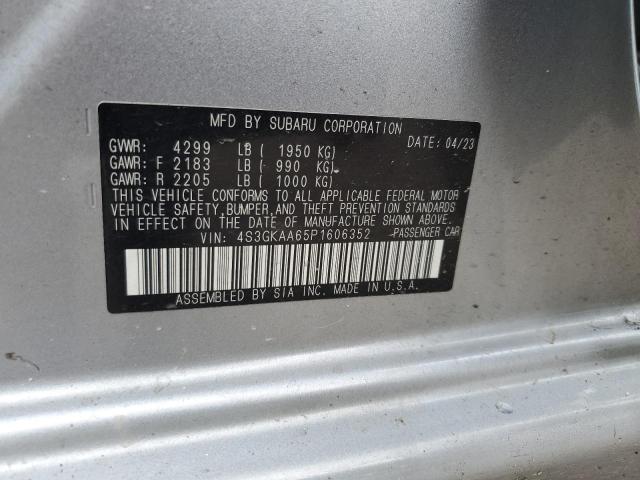 MFD BY SUBARU CORPORATION
GVWR: 4299 LB ( 1950 KG) DATE: 04/23
GAWR: F 2183 LB ( 990 KG)
GAWR: R 2205 LB ( 1000 KG)
THIS VEHICLE CONFORMS TO ALL APPLICABLE FEDERAL MOTOR
VEHICLE SAFETY,BUMPER,AND THEFT PREVENTION STANDARDS
IN EFFECT ON THE DATE OF MANUFACTURE SHOWN ABOVE.
VIN: 4S3GKAA65P1606352 PASSENGER CAR
ASSEMBLED BY SIA INC. MADE IN U.S.A.